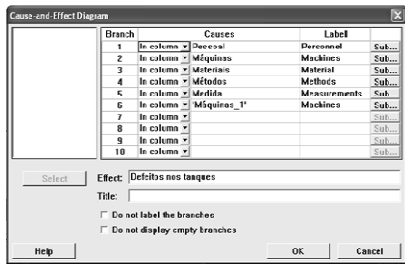 Cause-and-Effect Diagram
Branch Causes Label
1 In column Pessoal Personnel Sub...
2 In column Máquinas Machines Sub...
3 In column Materiais Material Sub...
4 In column Métodos Methods Sub...
5 In column Medida Measurements Sub...
6 In column 'Máquinas_1' Machines Sub...
7 In column Sub...
8 In column Sub...
9 In column Sub...
10 In column Sub...
Select Effect: Defeitos nos tanques
Title:
Do not label the branches
Do not display empty branches
Help OK Cancel